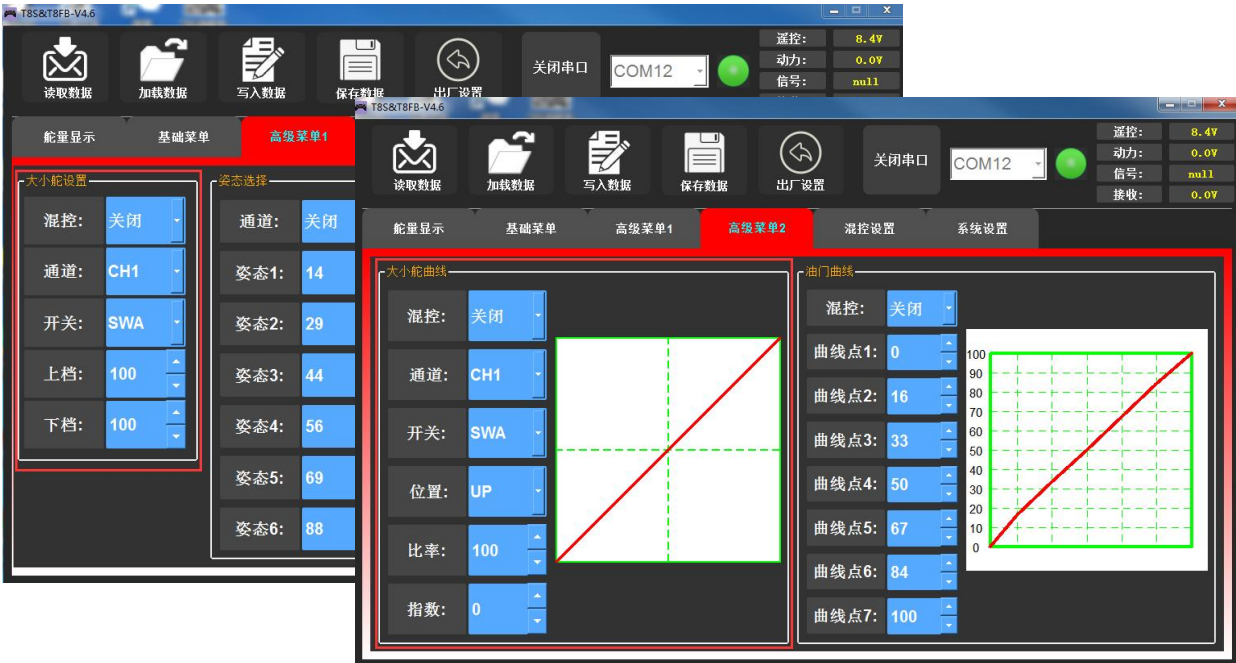 T8S&T8FB-V4.6
读取数据 加载数据 写入数据 保存数据 出厂设置 关闭串口 COM12
遥控: 8.4V
动力: 0.0V
信号: null
舵量显示 基础菜单 高级菜单1
大小舵设置
混控: 关闭
通道: CH1
开关: SWA
上档: 100
下档: 100
姿态选择
通道: 关闭
姿态1: 14
姿态2: 29
姿态3: 44
姿态4: 56
姿态5: 69
姿态6: 88
T8S&T8FB-V4.6
读取数据 加载数据 写入数据 保存数据 出厂设置 关闭串口 COM12
遥控: 8.4V
动力: 0.0V
信号: null
接收: 0.0V
舵量显示 基础菜单 高级菜单1 高级菜单2 混控设置 系统设置
大小舵曲线
混控: 关闭
通道: CH1
开关: SWA
位置: UP
比率: 100
指数: 0
油门曲线
混控: 关闭
曲线点1: 0
曲线点2: 16
曲线点3: 33
曲线点4: 50
曲线点5: 67
曲线点6: 84
曲线点7: 100
100
90
80
70
60
50
40
30
20
10
0